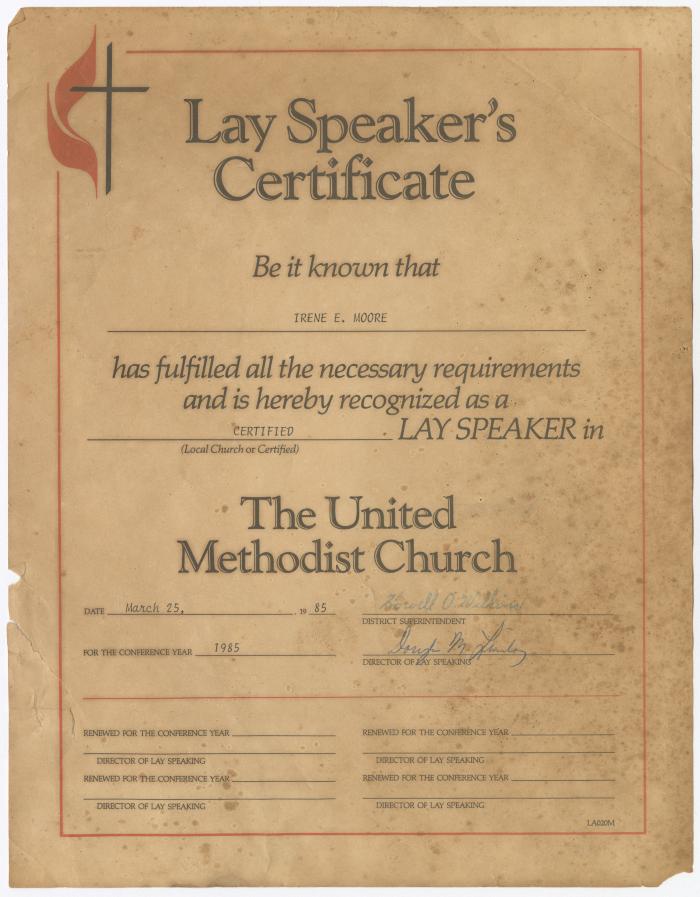 Lay Speaker's
Certificate
Be it known that
IRENE E. MOORE
has fulfilled all the necessary requirements
and is hereby recognized as a
CERTIFIED LAY SPEAKER in
(Local Church or Certified)
The United
Methodist Church
DATE March 25, 19 85
DISTRICT SUPERINTENDENT
FOR THE CONFERENCE YEAR 1985
DIRECTOR OF LAY SPEAKING
RENEWED FOR THE CONFERENCE YEAR
DIRECTOR OF LAY SPEAKING
RENEWED FOR THE CONFERENCE YEAR
DIRECTOR OF LAY SPEAKING
RENEWED FOR THE CONFERENCE YEAR
DIRECTOR OF LAY SPEAKING
RENEWED FOR THE CONFERENCE YEAR
DIRECTOR OF LAY SPEAKING
LA020M